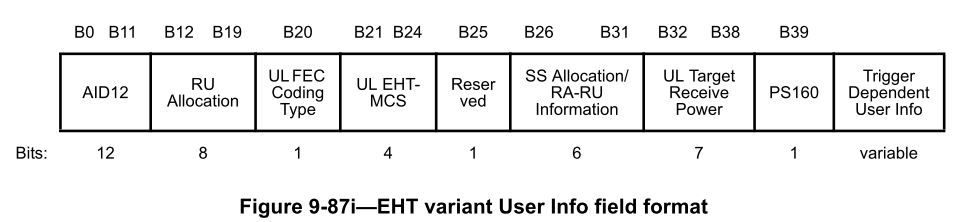 B0 B11 B12 B19 B20 B21 B24 B25 B26 B31 B32 B38 B39
AID12
RU
Allocation
UL FEC
Coding
Type
UL EHT-
MCS
Reser
ved
SS Allocation/
RA-RU
Information
UL Target
Receive
Power
PS160
Trigger
Dependent
User Info
Bits: 12 8 1 4 1 6 7 1 variable
Figure 9-87i—EHT variant User Info field format